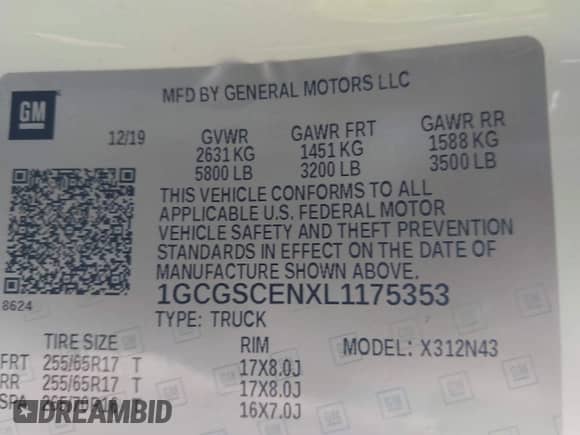 GM
MFD BY GENERAL MOTORS LLC
12/19 GVWR GAWR FRT GAWR RR
2631 KG 1451 KG 1588 KG
5800 LB 3200 LB 3500 LB
THIS VEHICLE CONFORMS TO ALL
APPLICABLE U.S. FEDERAL MOTOR
VEHICLE SAFETY AND THEFT PREVENTION
STANDARDS IN EFFECT ON THE DATE OF
MANUFACTURE SHOWN ABOVE.
8624
1GCGSCENXL1175353
TYPE: TRUCK
TIRE SIZE RIM MODEL: X312N43
FRT 255/65R17 T 17X8.0J
RR 255/65R17 T 17X8.0J
SPA T 16X7.0J
DREAMBID